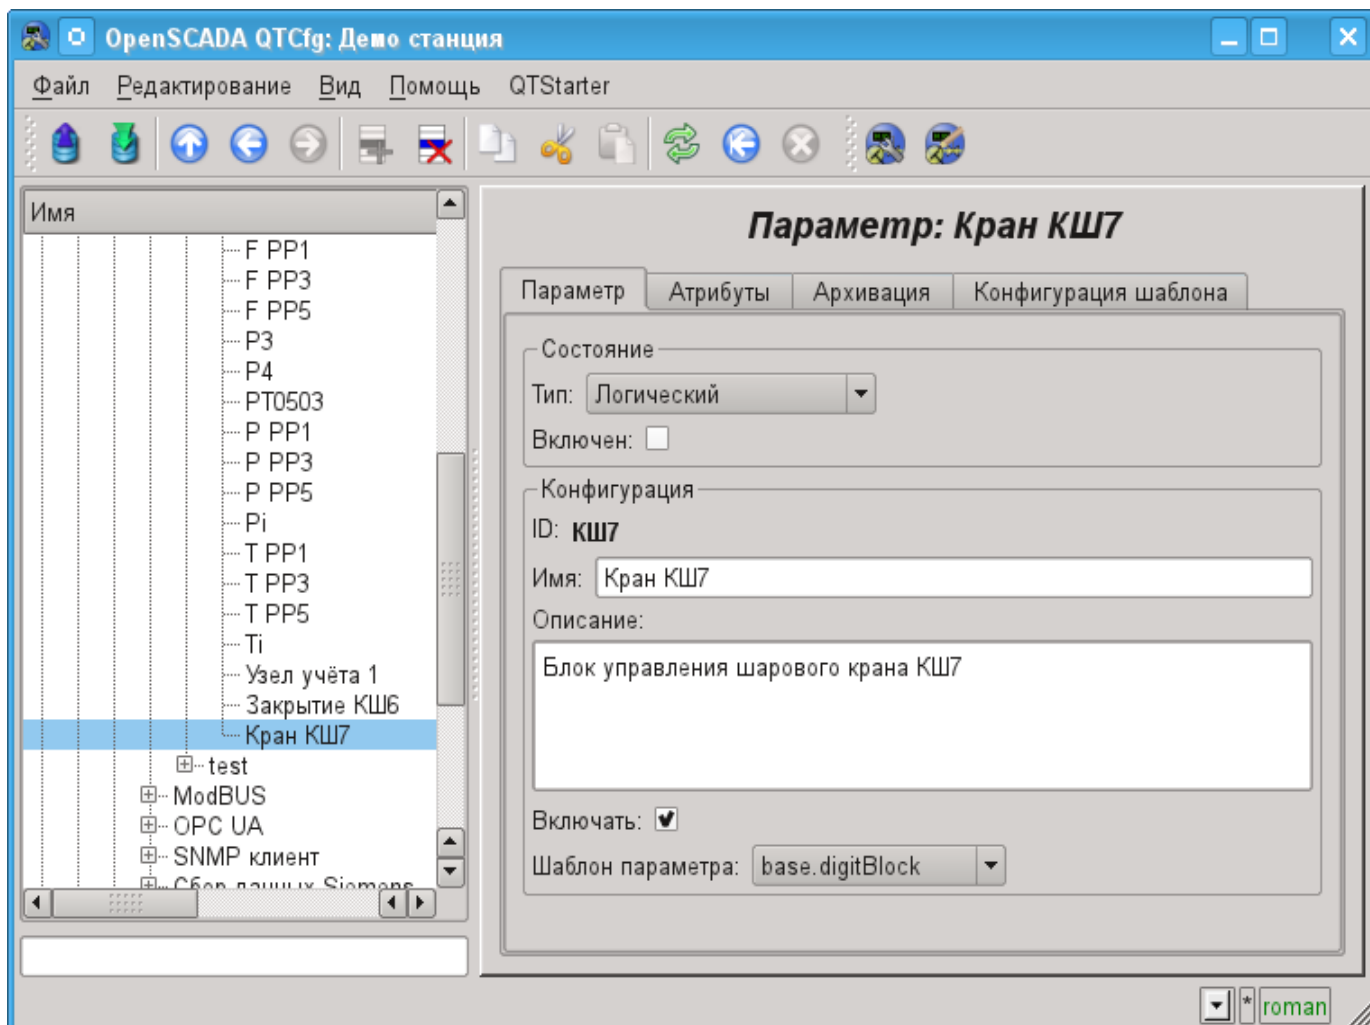 OpenSCADA QTCfg: Демо станция
Файл Редактирование Вид Помощь QTStarter
Имя
F PP1
F PP3
F PP5
P3
P4
PT0503
P PP1
P PP3
P PP5
Pi
T PP1
T PP3
T PP5
Ti
Узел учёта 1
Закрытие КШ6
Кран КШ7
test
ModBUS
OPC UA
SNMP клиент
Сбор данных Siemens
Параметр: Кран КШ7
Параметр Атрибуты Архивация Конфигурация шаблона
Состояние
Тип: Логический
Включен:
Конфигурация
ID: КШ7
Имя: Кран КШ7
Описание:
Блок управления шарового крана КШ7
Включать:
Шаблон параметра: base.digitBlock
* roman